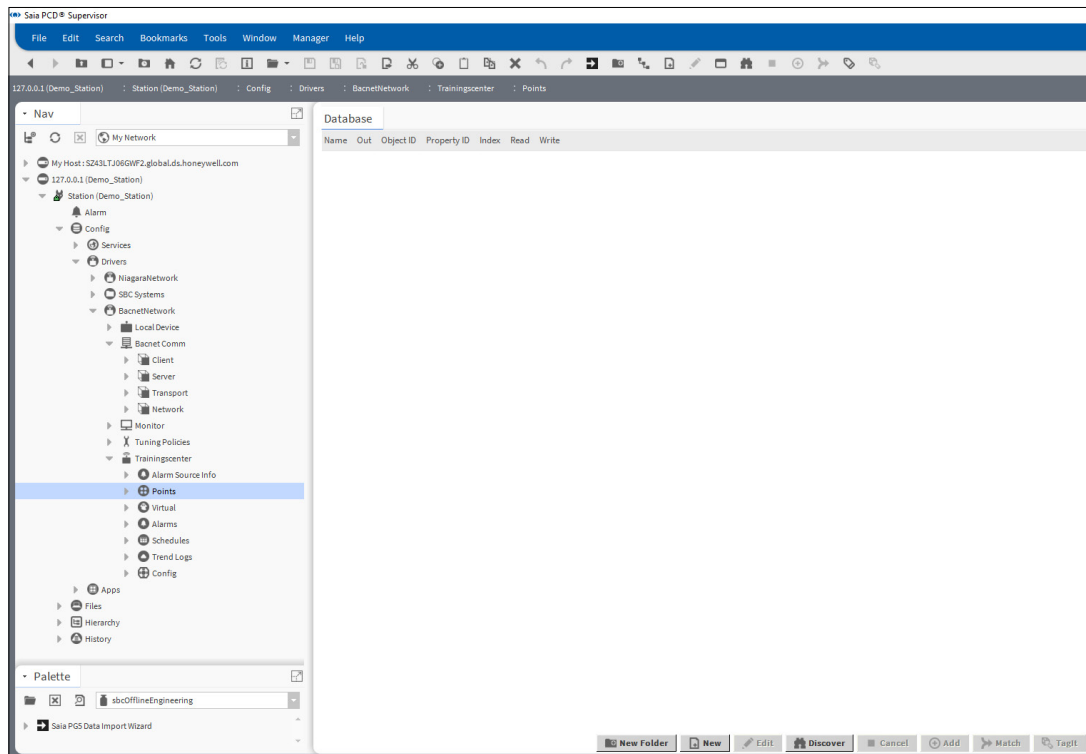 Saia PCD® Supervisor
File Edit Search Bookmarks Tools Window Manager Help
127.0.0.1 (Demo_Station) : Station (Demo_Station) : Config : Drivers : BacnetNetwork : Trainingscenter : Points
Nav
My Network
My Host : SZ43LTJ06GWF2.global.ds.honeywell.com
127.0.0.1 (Demo_Station)
Station (Demo_Station)
Alarm
Config
Services
Drivers
NiagaraNetwork
SBC Systems
BacnetNetwork
Local Device
Bacnet Comm
Client
Server
Transport
Network
Monitor
Tuning Policies
Trainingscenter
Alarm Source Info
Points
Virtual
Alarms
Schedules
Trend Logs
Config
Apps
Files
Hierarchy
History
Palette
sbcOfflineEngineering
Saia PG5 Data Import Wizard
Database
Name Out Object ID Property ID Index Read Write
New Folder New Edit Discover Cancel Add Match TagIt